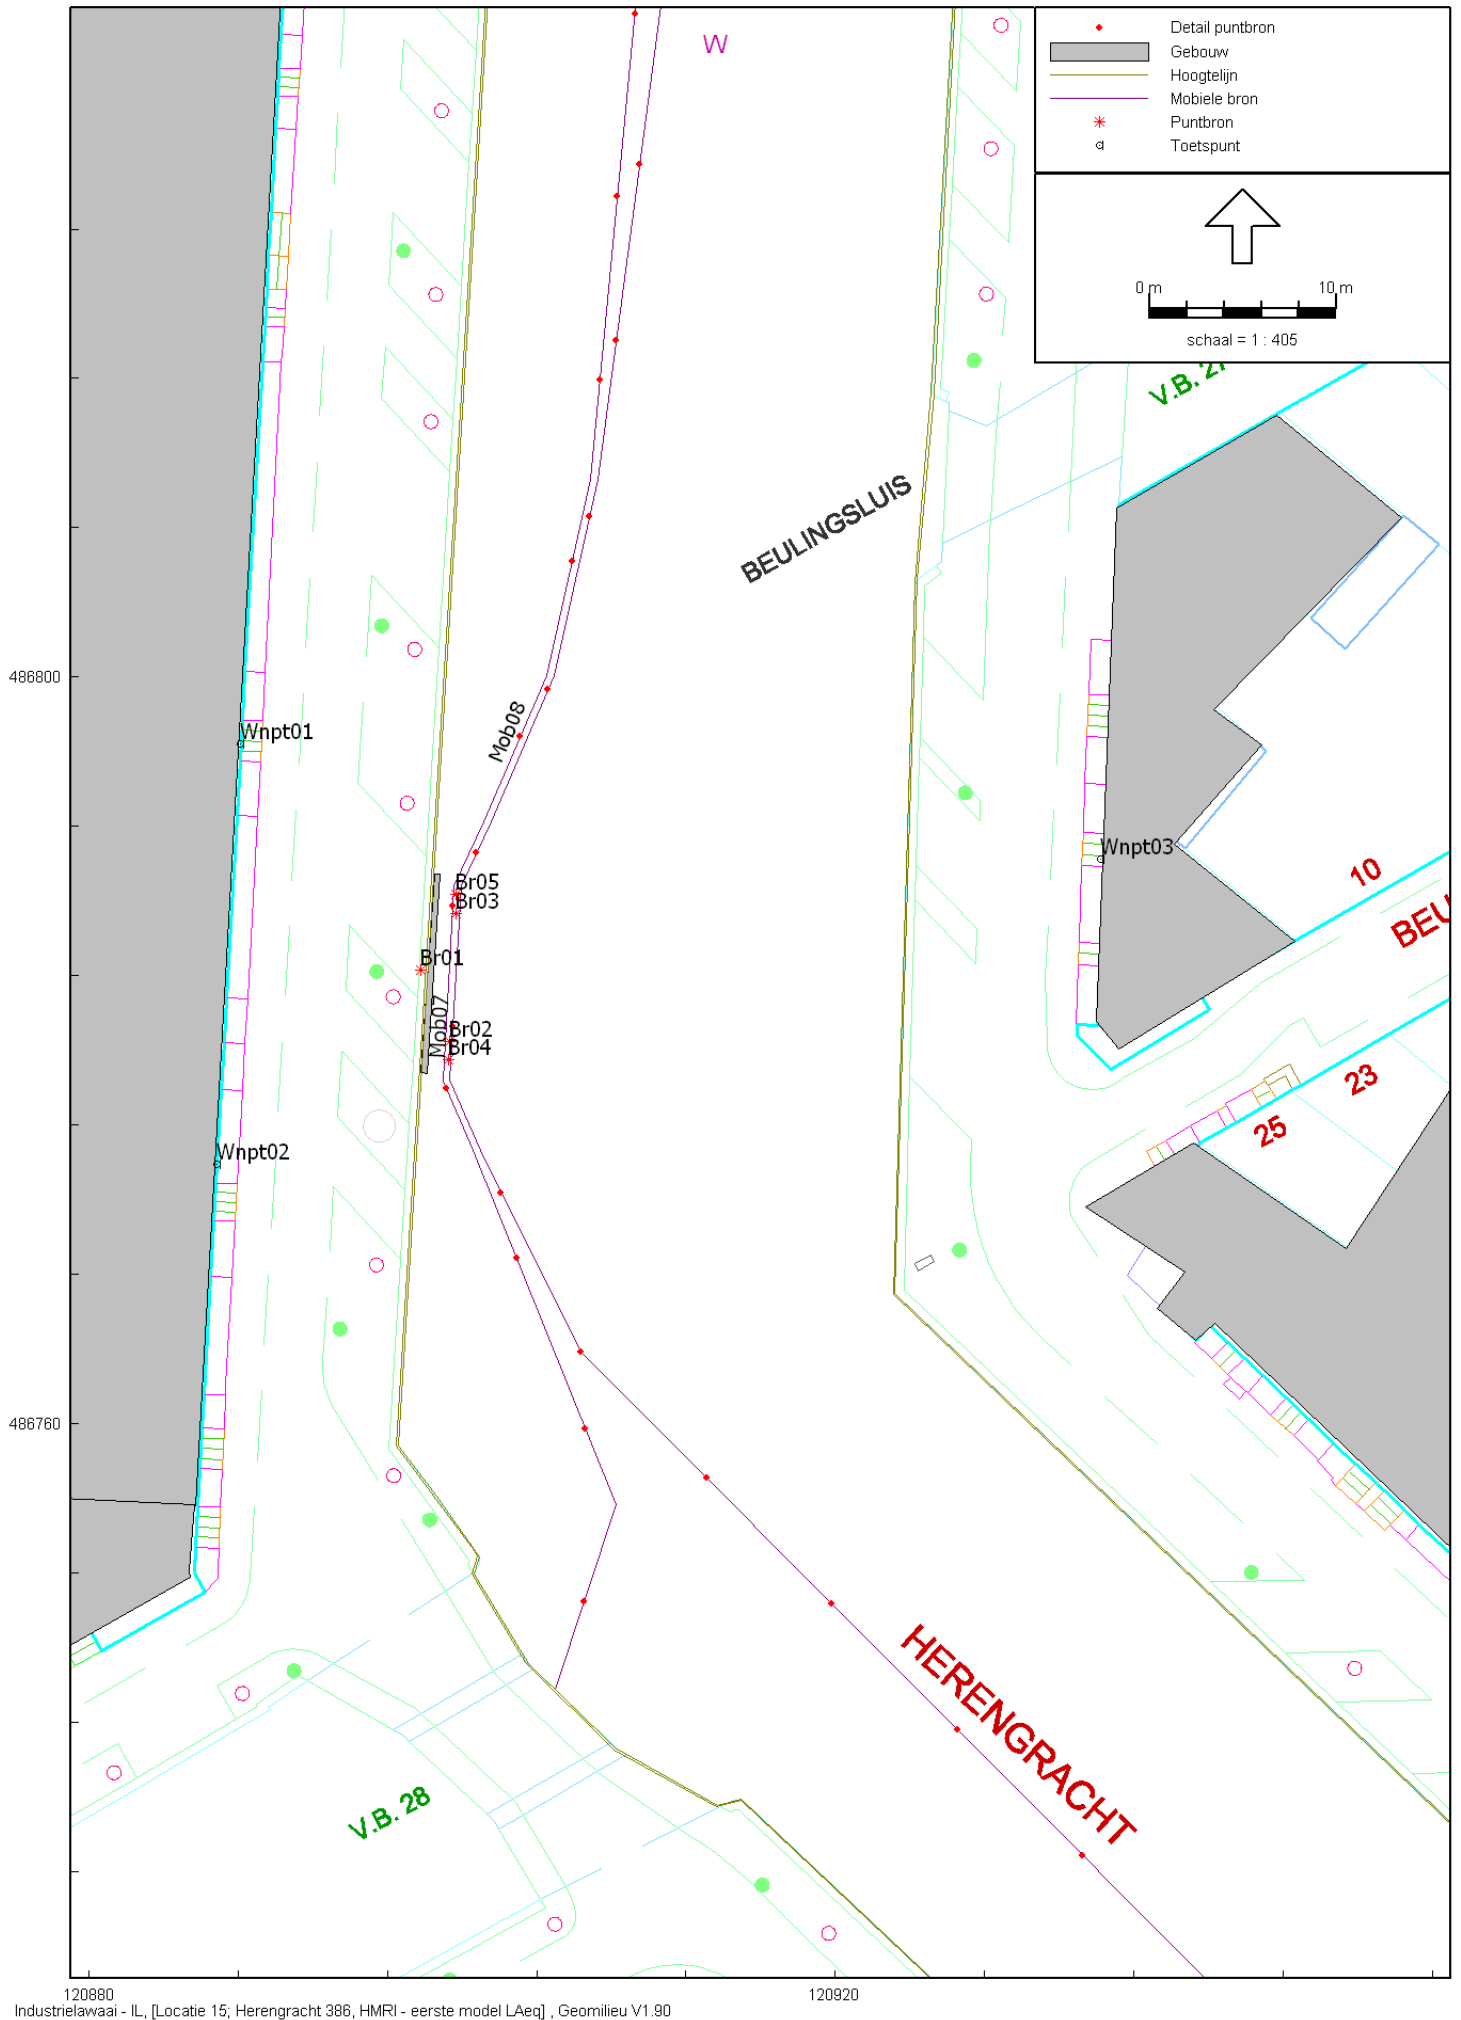 W
Detail puntbron
Gebouw
Hoogtelijn
Mobiele bron
Puntbron
Toetspunt
0 m 10 m
schaal = 1 : 405
V.B. 27
BEULINGSLUIS
486800
Wnpt01
Mob08
Wnpt03
10
BEU
Br05
Br03
Br01
Mob07
Br02
Br04
23
25
Wnpt02
486760
HERENGRACHT
V.B. 28
120880 120920
Industrielawaai - IL, [Locatie 15; Herengracht 386, HMRI - eerste model LAeq] , Geomilieu V1.90